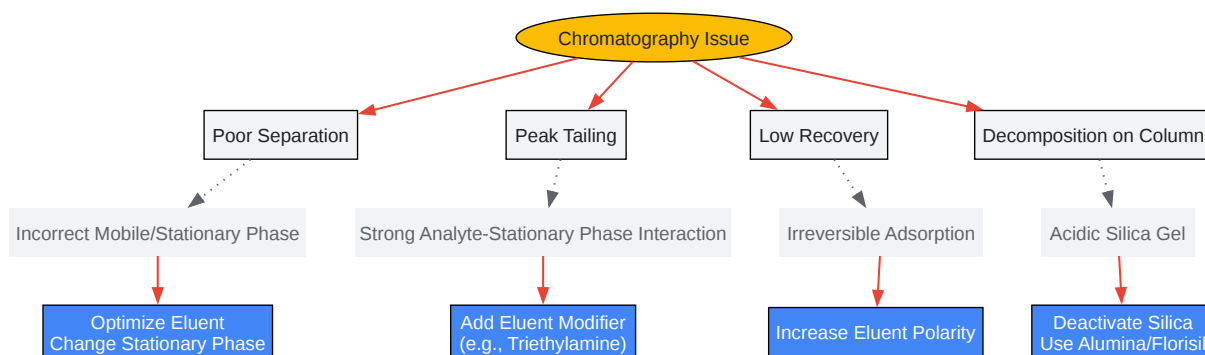 Chromatography Issue
Poor Separation
Peak Tailing
Low Recovery
Decomposition on Column
Incorrect Mobile/Stationary Phase
Strong Analyte-Stationary Phase Interaction
Irreversible Adsorption
Acidic Silica Gel
Optimize Eluent
Change Stationary Phase
Add Eluent Modifier
(e.g., Triethylamine)
Increase Eluent Polarity
Deactivate Silica
Use Alumina/Florisil